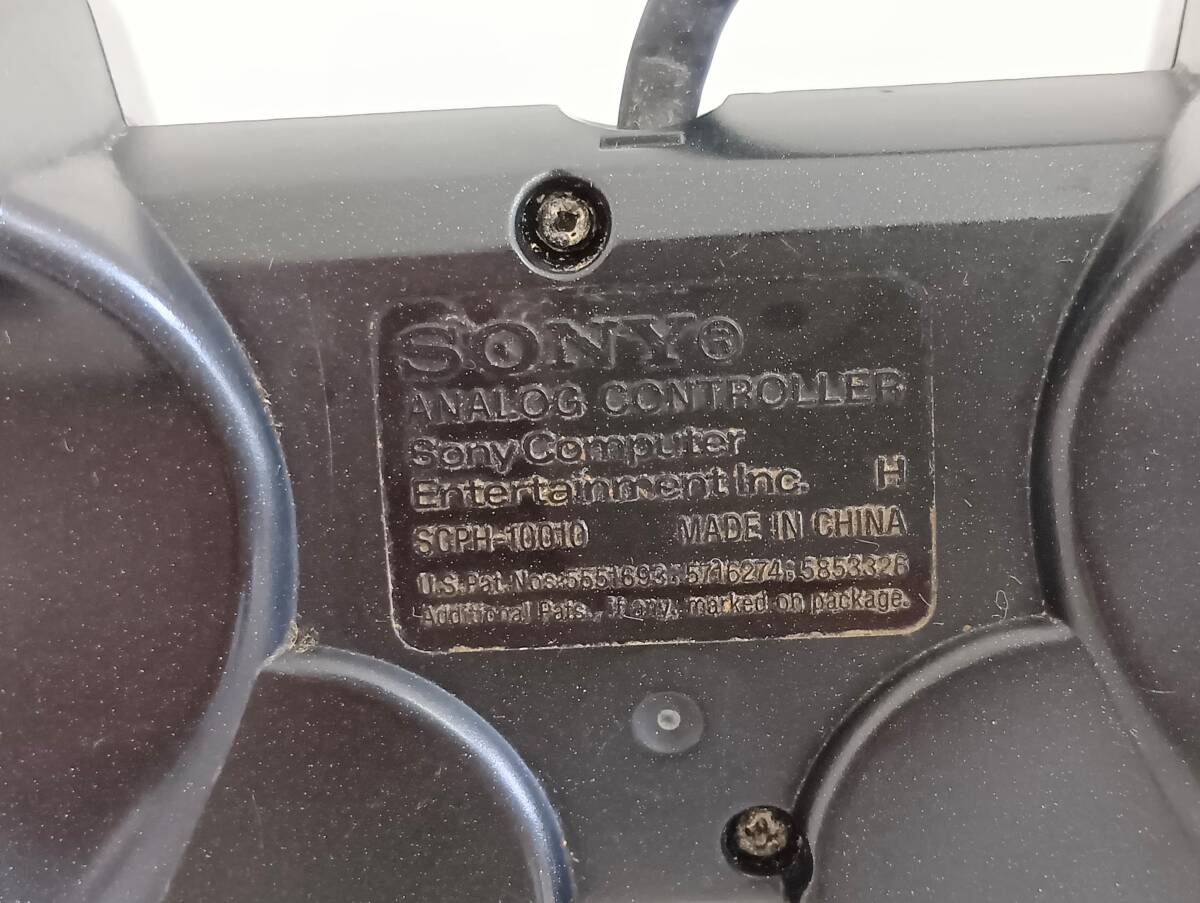 SONY®
ANALOG CONTROLLER
Sony Computer
Entertainment Inc. H
SCPH-10010 MADE IN CHINA
U.S.Pat.Nos:5551693;5716274;5853326
Additional Pats., if any, marked on package.